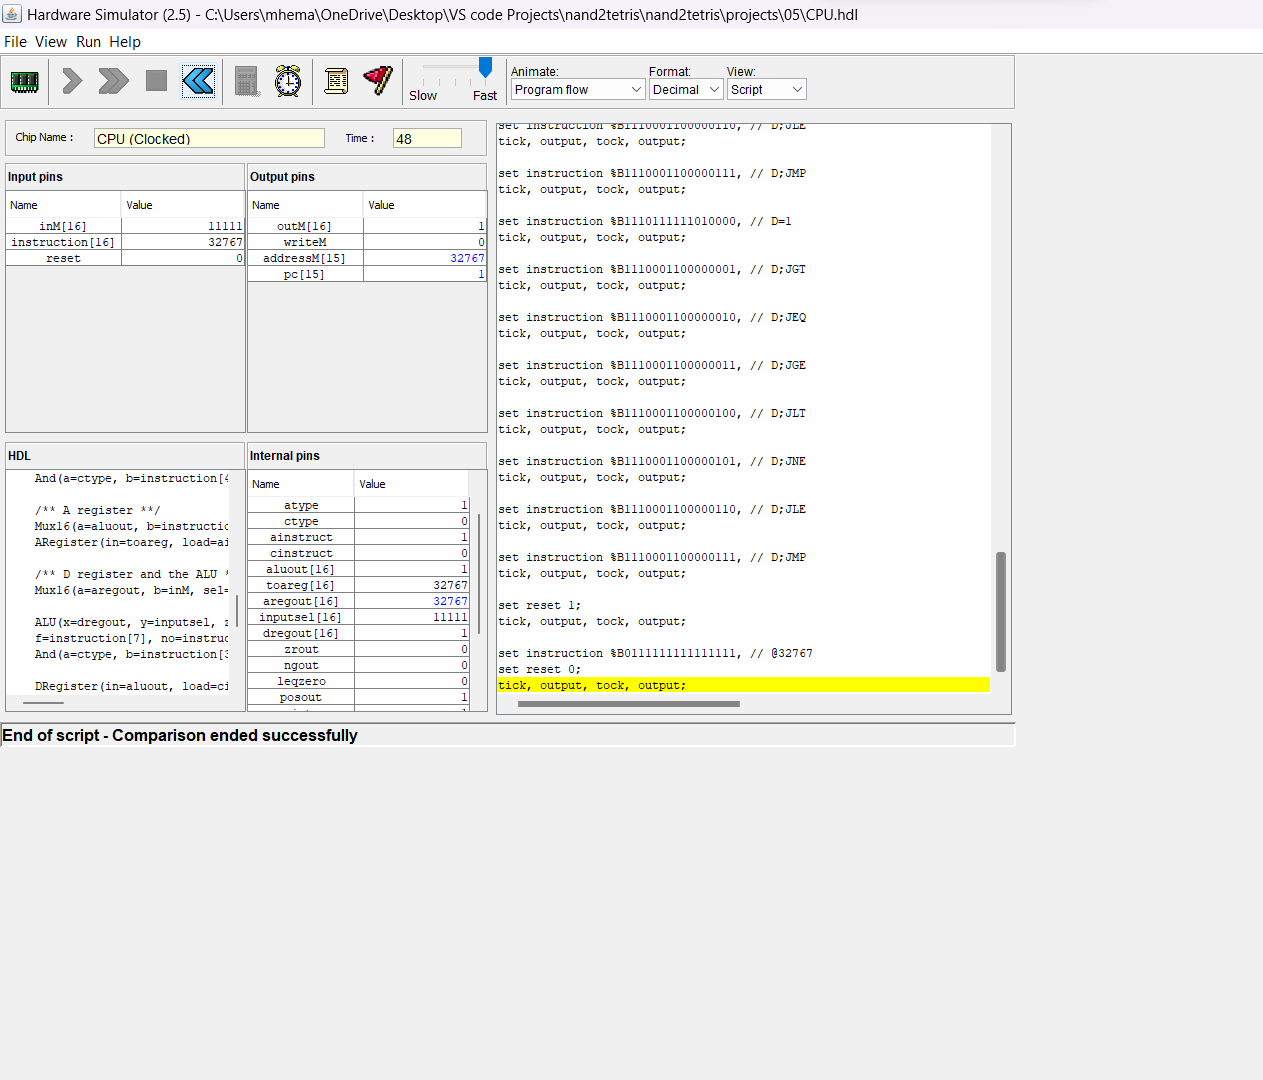 Hardware Simulator (2.5) - C:\Users\mhema\OneDrive\Desktop\VS code Projects\nand2tetris\nand2tetris\projects\05\CPU.hdl
File View Run Help
Slow Fast
Animate: Format: View:
Program flow Decimal Script
Chip Name : CPU (Clocked) Time : 48
Input pins
Name Value
inM[16] 11111
instruction[16] 32767
reset 0
Output pins
Name Value
outM[16] 1
writeM 0
addressM[15] 32767
pc[15] 1
HDL
And(a=ctype, b=instruction[4
/** A register **/
Mux16(a=aluout, b=instructio
ARegister(in=toareg, load=ai
/** D register and the ALU *
Mux16(a=aregout, b=inM, sel=
ALU(x=dregout, y=inputsel, z
f=instruction[7], no=instruc
And(a=ctype, b=instruction[3
DRegister(in=aluout, load=ci
Internal pins
Name Value
atype 1
ctype 0
ainstruct 1
cinstruct 0
aluout[16] 1
toareg[16] 32767
aregout[16] 32767
inputsel[16] 11111
dregout[16] 1
zrout 0
ngout 0
leqzero 0
posout 1
set instruction %B1110001100000110, // D;JLE
tick, output, tock, output;
set instruction %B1110001100000111, // D;JMP
tick, output, tock, output;
set instruction %B1110111111010000, // D=1
tick, output, tock, output;
set instruction %B1110001100000001, // D;JGT
tick, output, tock, output;
set instruction %B1110001100000010, // D;JEQ
tick, output, tock, output;
set instruction %B1110001100000011, // D;JGE
tick, output, tock, output;
set instruction %B1110001100000100, // D;JLT
tick, output, tock, output;
set instruction %B1110001100000101, // D;JNE
tick, output, tock, output;
set instruction %B1110001100000110, // D;JLE
tick, output, tock, output;
set instruction %B1110001100000111, // D;JMP
tick, output, tock, output;
set reset 1;
tick, output, tock, output;
set instruction %B0111111111111111, // @32767
set reset 0;
tick, output, tock, output;
End of script - Comparison ended successfully